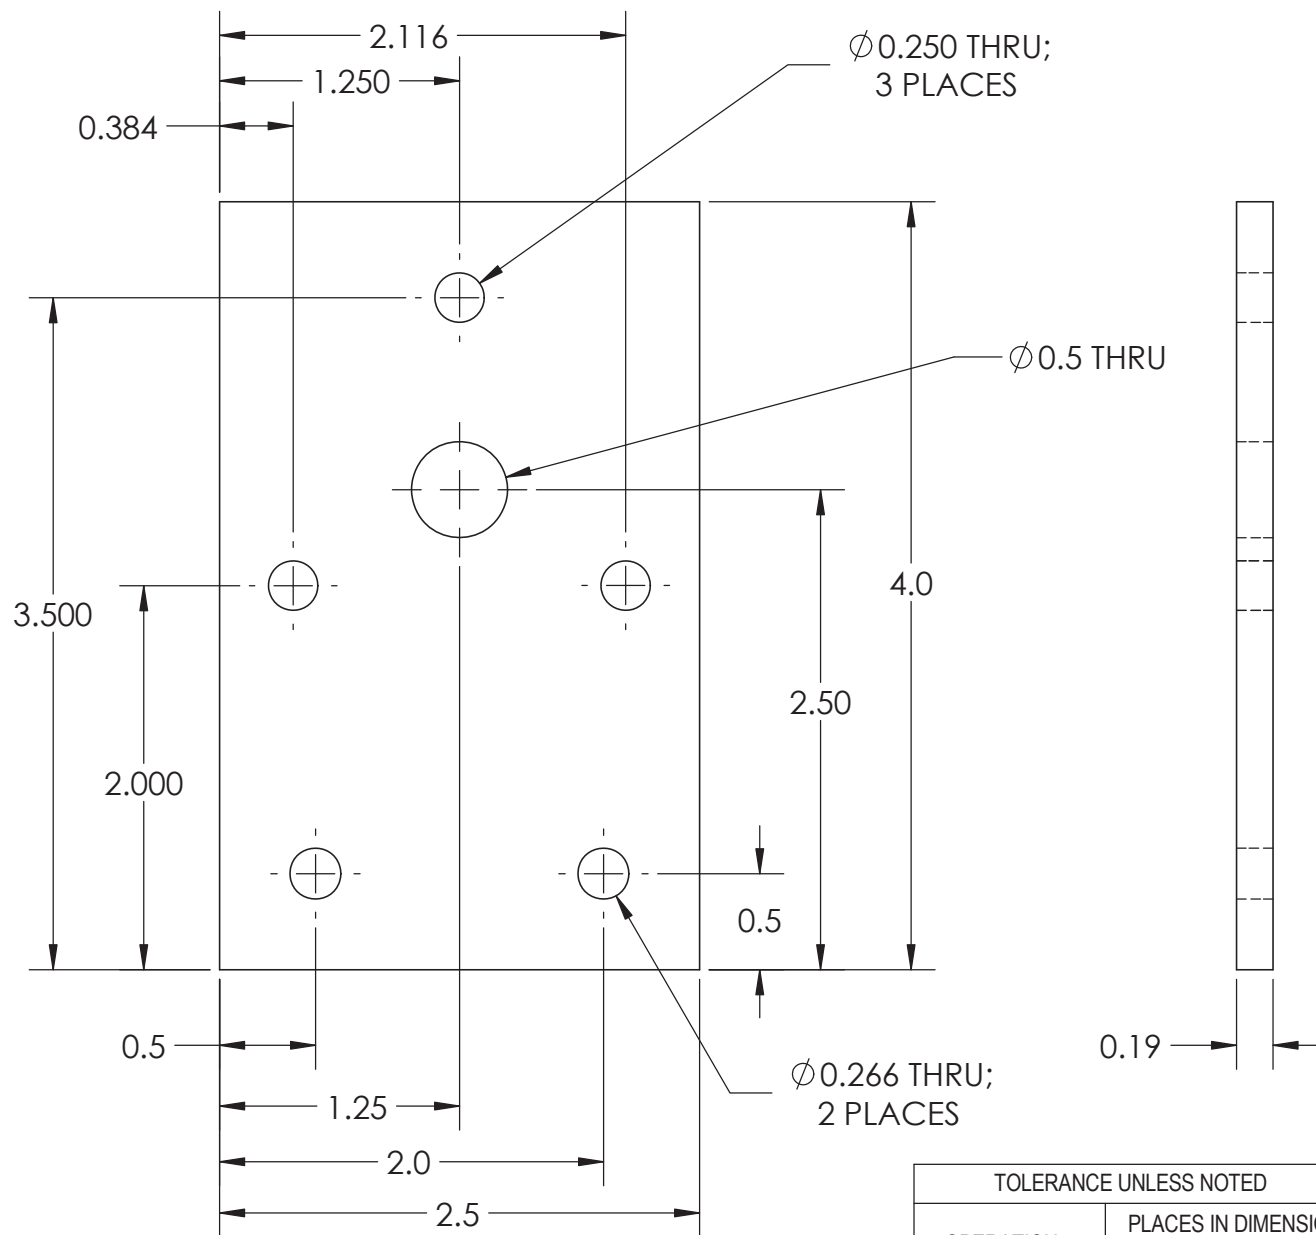 2.116
1.250
0.384
⌀0.250 THRU;
3 PLACES
⌀0.5 THRU
3.500
4.0
2.50
2.000
0.5
0.5
0.19
⌀0.266 THRU;
2 PLACES
1.25
2.0
2.5
TOLERANCE UNLESS NOTED
PLACES IN